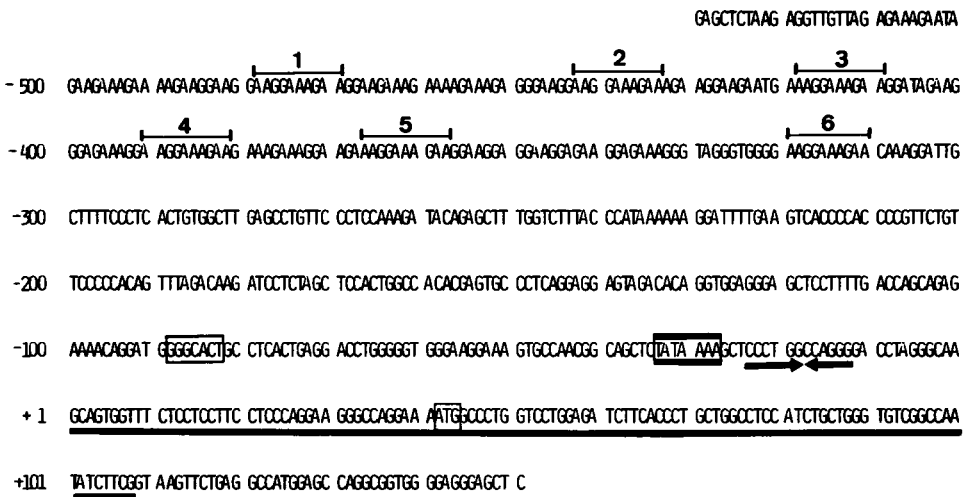 GAGCTCTAAG AGGTTGTTAG AGAAAGAATA
1 2 3
-500 GAAGAAAGAA AAGAAGGAAG GAAGGAAAGA AGGAAGAAAG AAAAGAAAGA GGGAAGGAAG GAAAGAAAGA AGGAAGAATG AAAGGAAAGA AGGATAGAAG
4 5 6
-400 GGAGAAAGGA AGGAAAGAAG AAAGAAAGGAA AGAAAGGAAA GAAGGAAGGA GGAAGGAGAA GGAGAAAGGG TAGGGTGGGG AAGGAAAGAA CAAAGGATTG
-300 CTTTTCCCTC ACTGTGGCTT GAGCCTGTTC CCTCCAAAGA TACAGAGCTT TGGTCTTTAC CCATAAAAAA GGATTTTGAA GTCACCCCAC CCCGTTCTGT
-200 TCCCCCACAG TTTAGACAAG ATCCTCTAGC TCCACTGGCC ACACGAGTGC CCTCAGGAGG AGTAGACACA GGTGGAGGGA GCTCCTTTTG ACCAGCAGAG
-100 AAAACAGGAT GGGGCACTGC CTCACTGAGG ACCTGGGGGT GGGAAGGAAA GTGCCAACGG CAGCTCTATA AAAGCTCCCT GGCCAGGGGA CCTAGGGCAA
+1 GCAGTGGTTT CTCCTCCTTC CTCCCAGGAA GGGCCAGGAA AATGGCCCTG GTCCTGGAGA TCTTCACCCT GCTGGCCTCC ATCTGCTGGG TGTCGGCCAA
+101 TATCTTCGGT AAGTTCTGAG GCCATGGAGC CAGGCGGTGG GGAGGGAGCT C